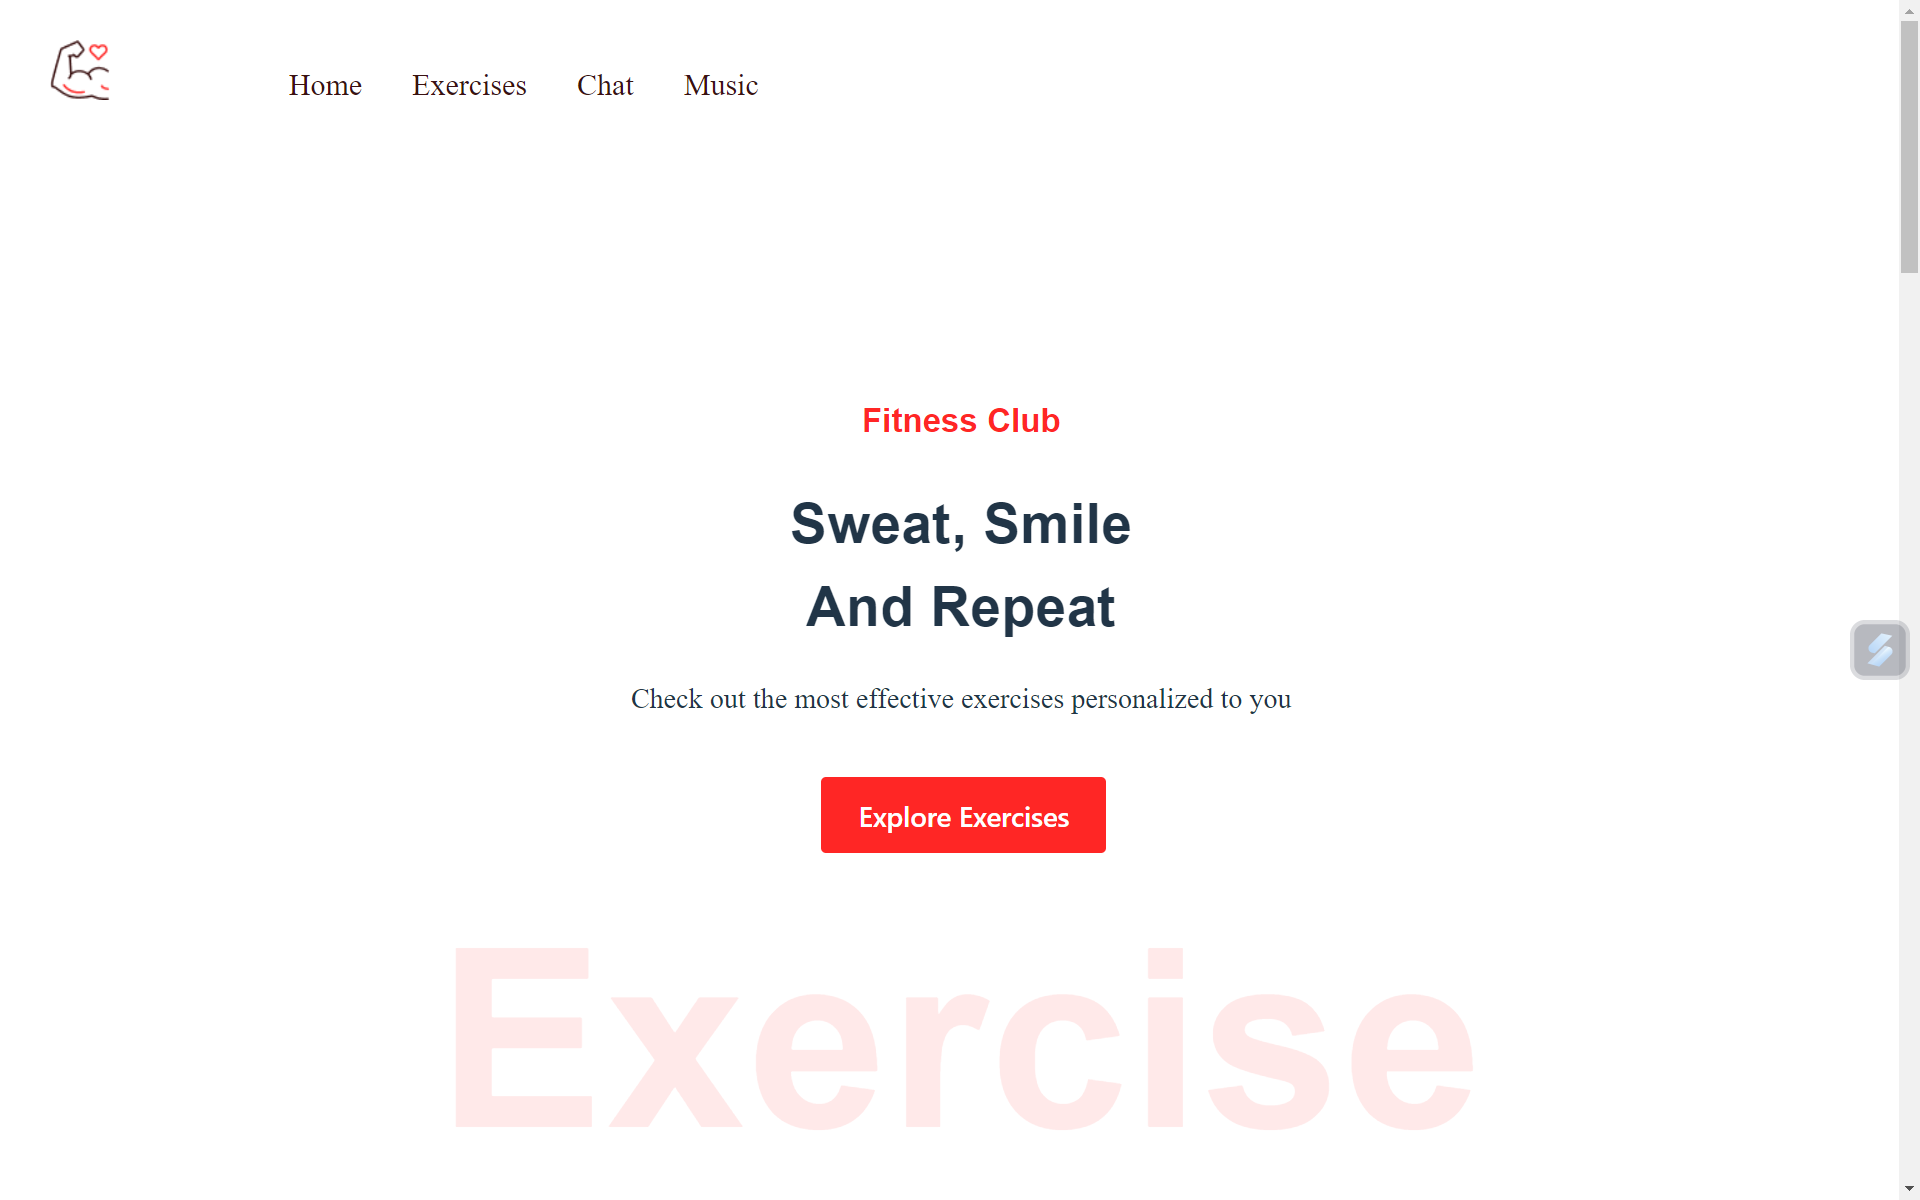 Home Exercises Chat Music
Fitness Club
Sweat, Smile
And Repeat
Check out the most effective exercises personalized to you
Explore Exercises
Exercise